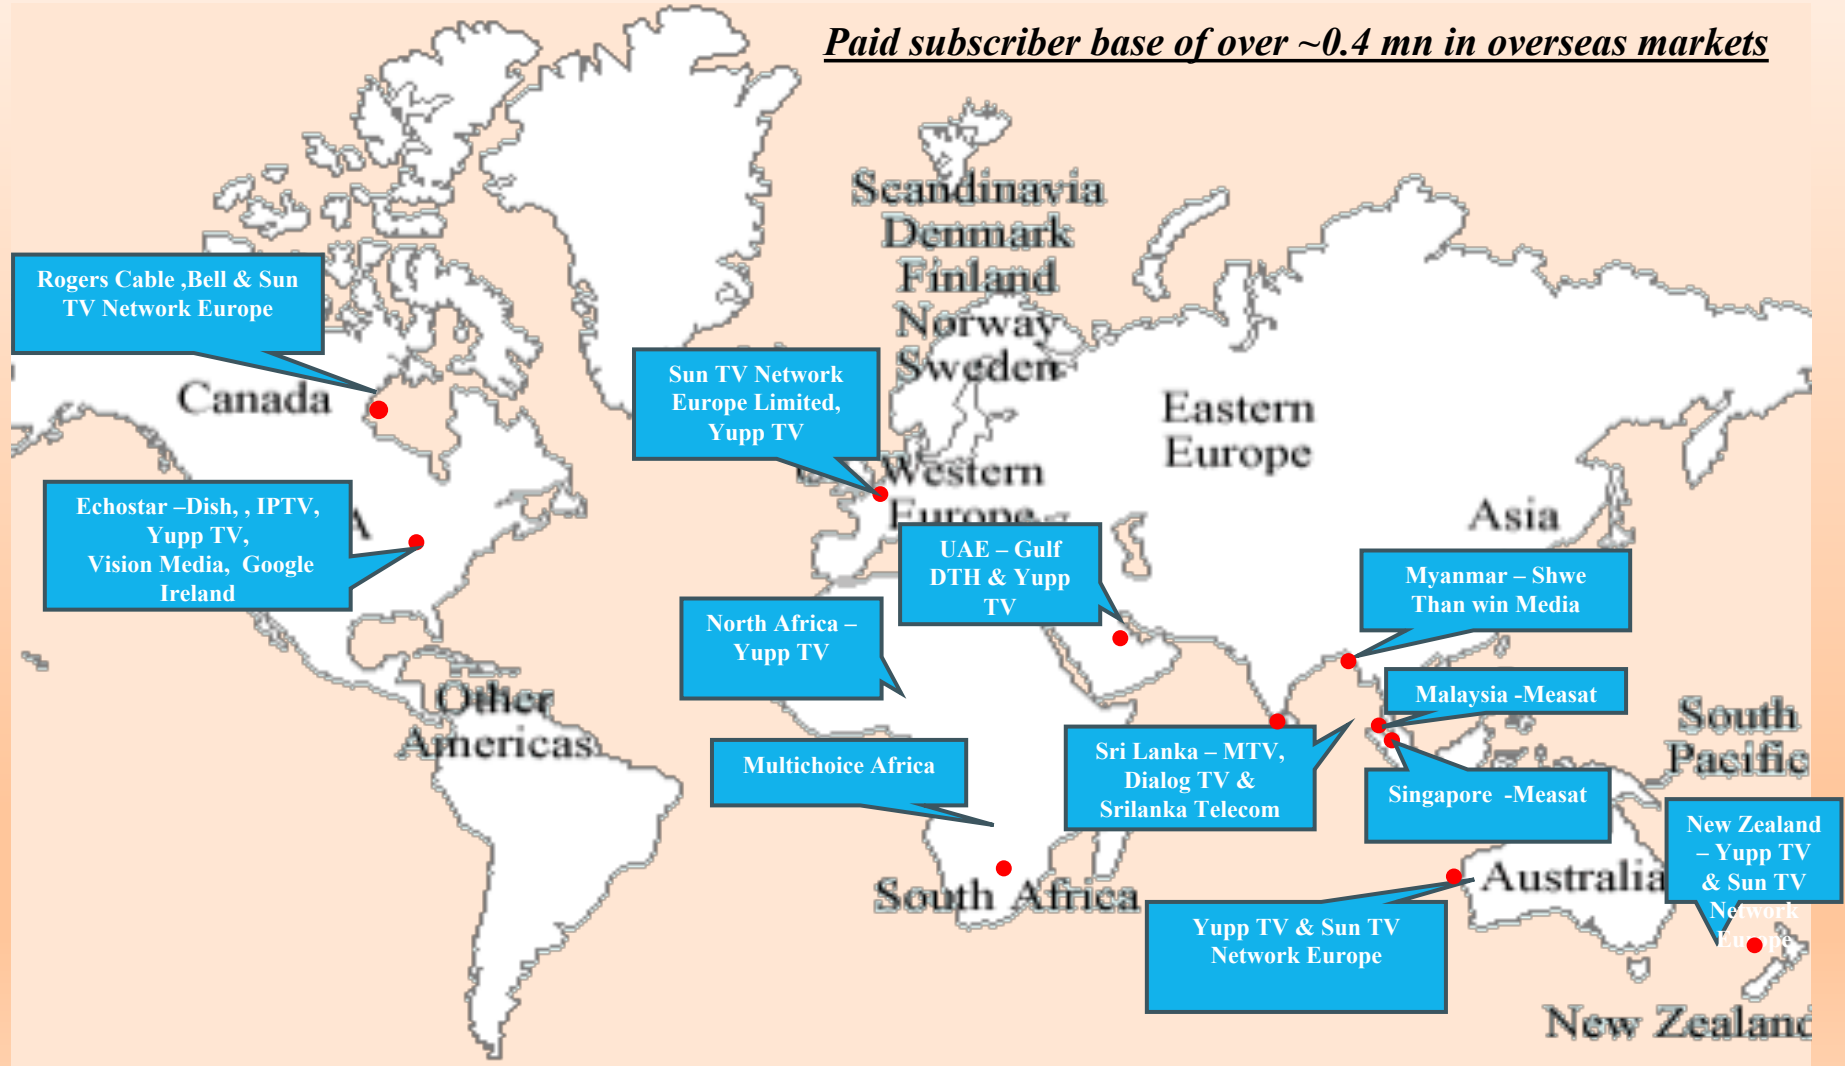 Paid subscriber base of over ~0.4 mn in overseas markets
Scandinavia
Denmark
Finland
Norway
Sweden
Rogers Cable ,Bell & Sun
TV Network Europe
Canada
Sun TV Network
Europe Limited,
Yupp TV
Eastern
Europe
Western
Europe
Asia
Echostar –Dish, , IPTV,
Yupp TV,
Vision Media,  Google
Ireland
A
UAE – Gulf
DTH & Yupp
TV
Myanmar – Shwe
Than win Media
North Africa –
Yupp TV
Malaysia -Measat
Other
Americas
South
Pacific
Multichoice Africa
Sri Lanka – MTV,
Dialog TV &
Srilanka Telecom
Singapore  -Measat
New Zealand
– Yupp TV
& Sun TV
Network
Europe
South Africa
Australia
Yupp TV & Sun TV
Network Europe
New Zealand